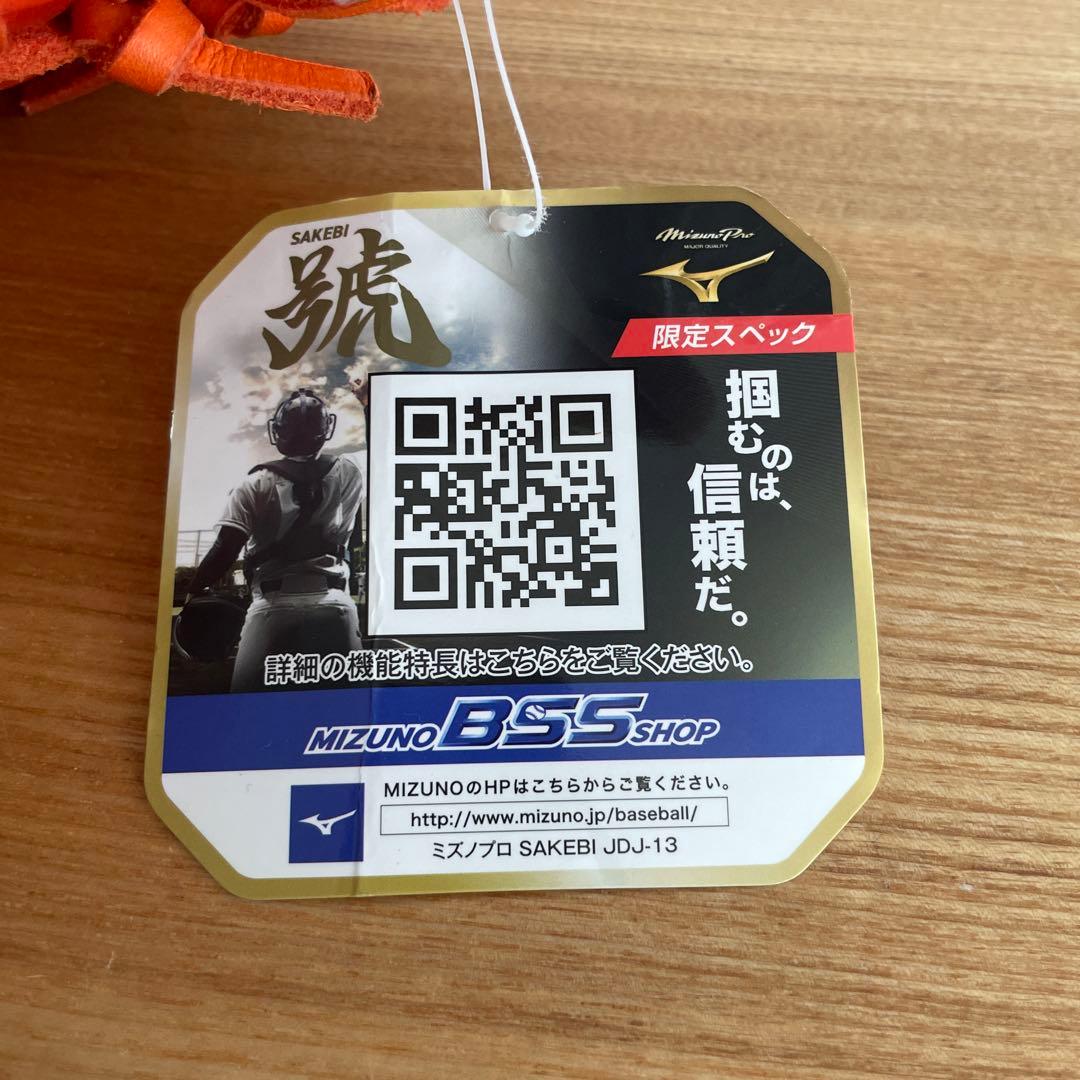 SAKEBI
號
MizunoPro
MAJOR QUALITY
限定スペック
掴むのは、
信頼だ。
詳細の機能特長はこちらをご覧ください。
MIZUNO BSS SHOP
MIZUNOのHPはこちらからご覧ください。
http://www.mizuno.jp/baseball/
ミズノプロ SAKEBI JDJ-13